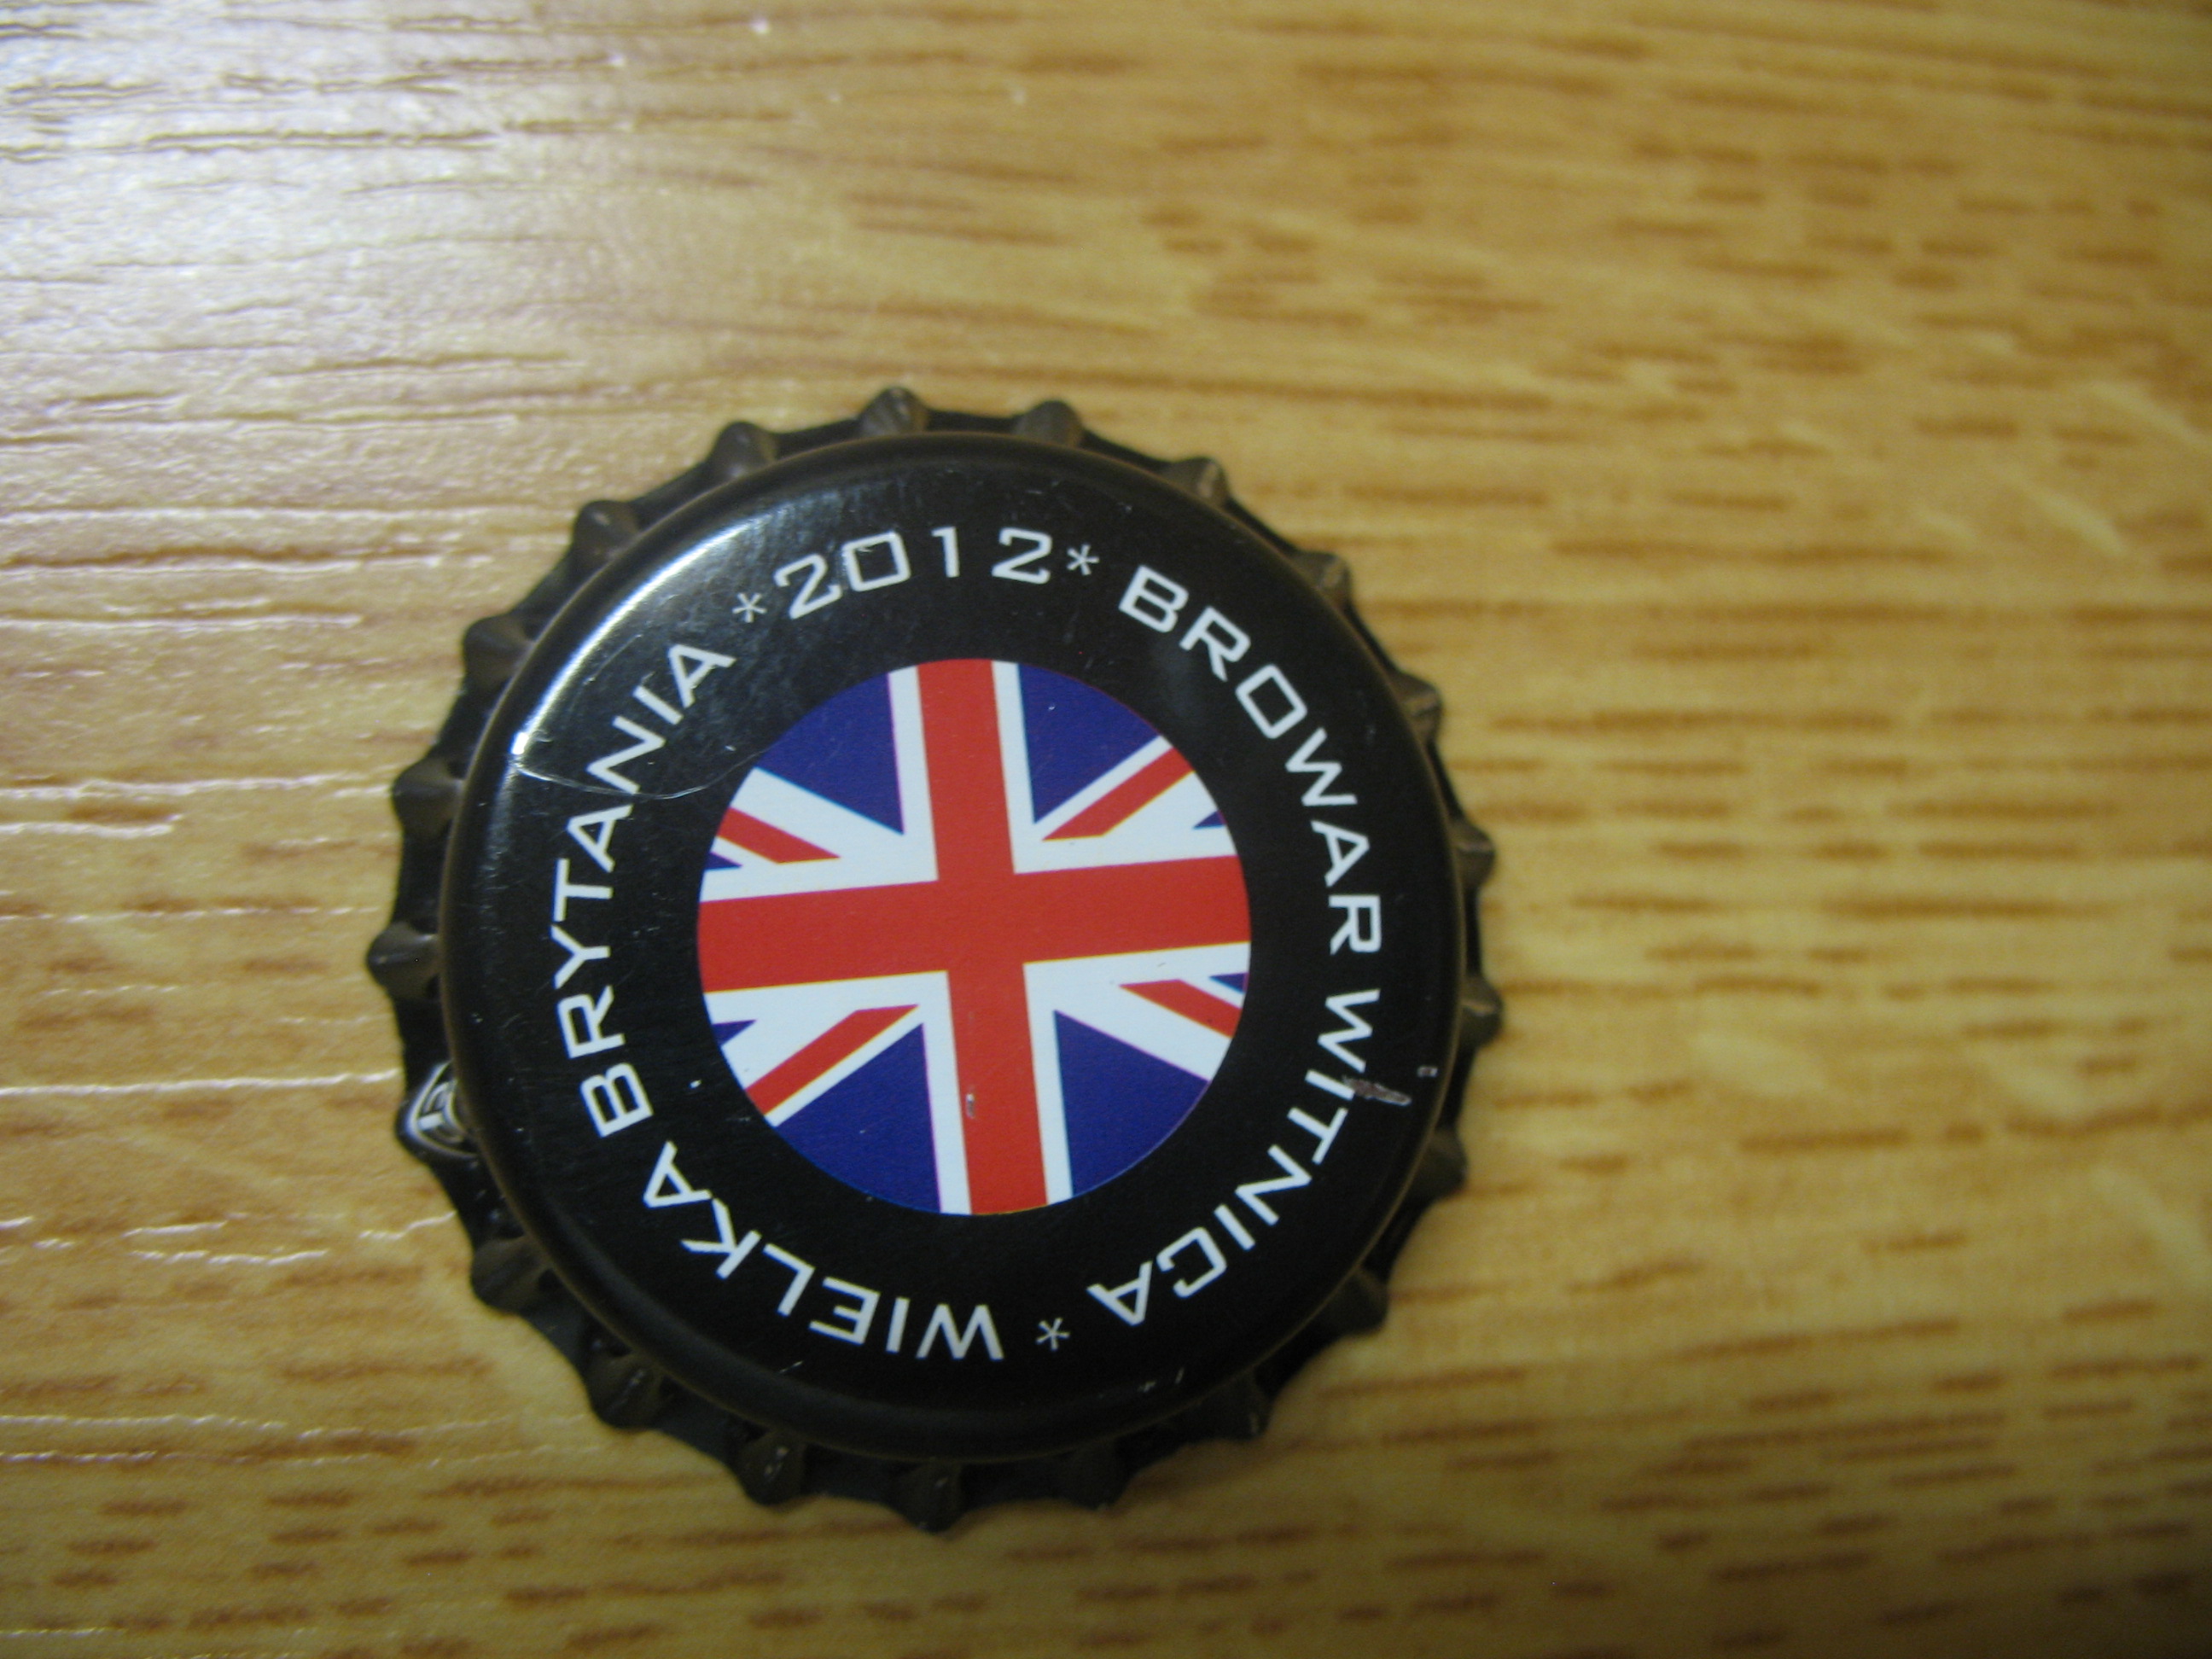 WIELKA BRYTANIA *2012* BROWAR WITNICA *